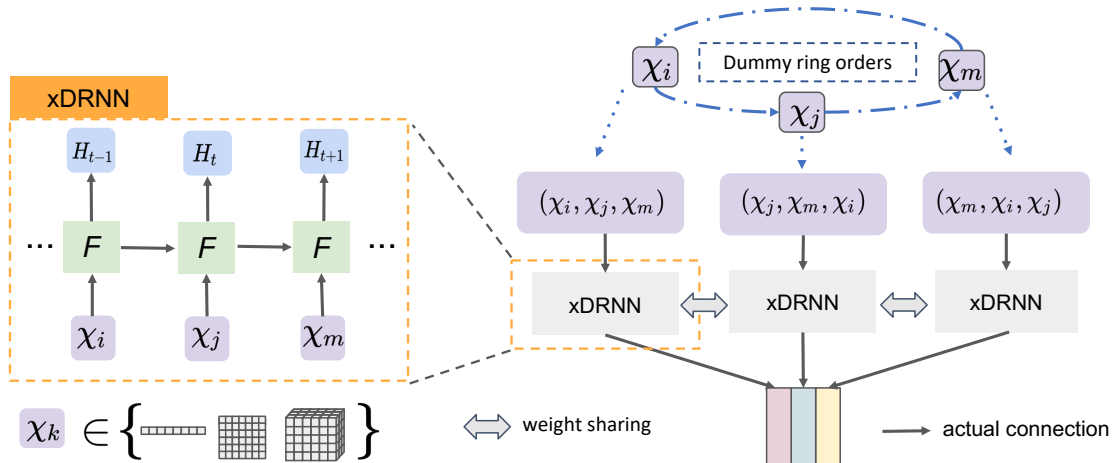 xDRNN
H_{t-1}
H_t
H_{t+1}
... F F F ...
χ_i χ_j χ_m
χ_k ∈ { }
χ_i Dummy ring orders χ_m
χ_j
(χ_i, χ_j, χ_m) (χ_j, χ_m, χ_i) (χ_m, χ_i, χ_j)
xDRNN xDRNN xDRNN
weight sharing
actual connection